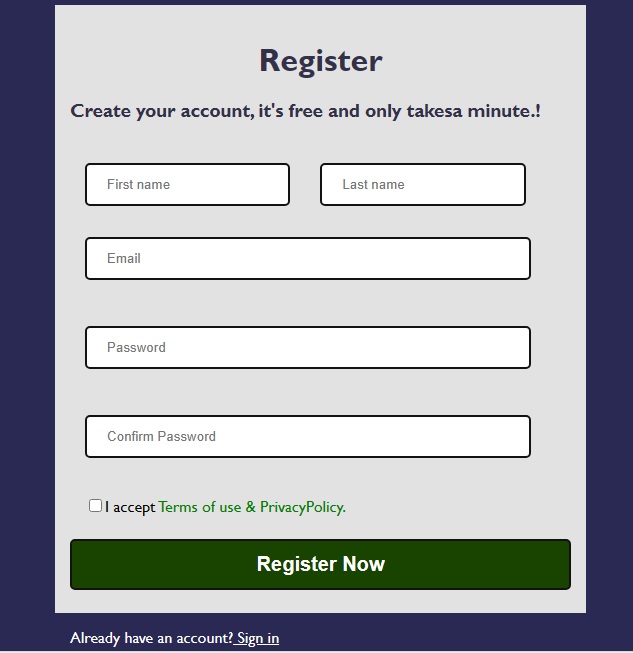 Register
Create your account, it's free and only takesa minute.!
First name Last name
Email
Password
Confirm Password
I accept Terms of use & PrivacyPolicy.
Register Now
Already have an account? Sign in